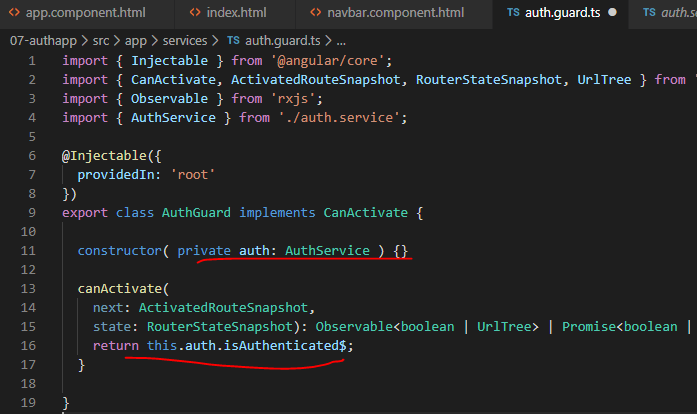 app.component.html index.html navbar.component.html auth.guard.ts auth.s
07-authapp > src > app > services > TS auth.guard.ts > ...
1 import { Injectable } from '@angular/core';
2 import { CanActivate, ActivatedRouteSnapshot, RouterStateSnapshot, UrlTree } from '
3 import { Observable } from 'rxjs';
4 import { AuthService } from './auth.service';
5
6 @Injectable({
7 providedIn: 'root'
8 })
9 export class AuthGuard implements CanActivate {
10
11 constructor( private auth: AuthService ) {}
12
13 canActivate(
14 next: ActivatedRouteSnapshot,
15 state: RouterStateSnapshot): Observable<boolean | UrlTree> | Promise<boolean |
16 return this.auth.isAuthenticated$;
17 }
18
19 }